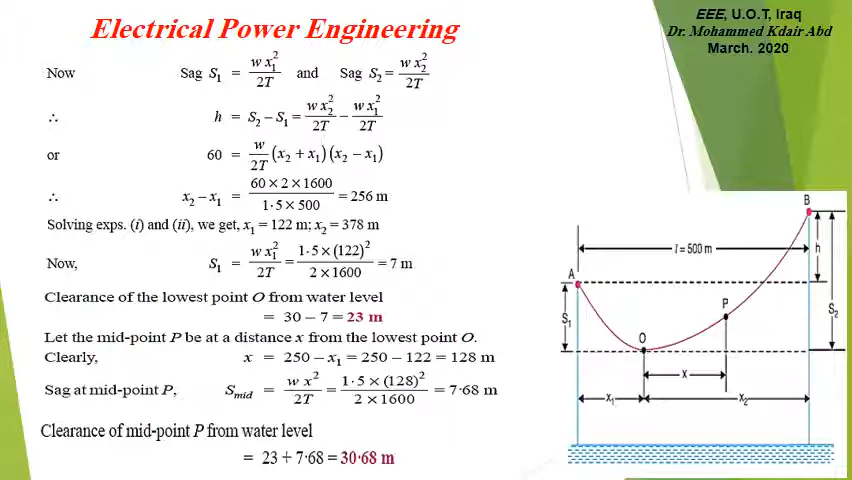 Electrical Power Engineering
EEE, U.O.T, Iraq
Dr. Mohammed Kdair Abd
March. 2020
Now Sag S₁ = w x₁²/2T and Sag S₂ = w x₂²/2T
∴ h = S₂ − S₁ = w x₂²/2T − w x₁²/2T
or 60 = w/2T (x₂ + x₁) (x₂ − x₁)
∴ x₂ − x₁ = 60 × 2 × 1600/1·5 × 500 = 256 m
Solving exps. (i) and (ii), we get, x₁ = 122 m; x₂ = 378 m
Now, S₁ = w x₁²/2T = 1·5 × (122)²/2 × 1600 = 7 m
Clearance of the lowest point O from water level
= 30 − 7 = 23 m
Let the mid-point P be at a distance x from the lowest point O.
Clearly, x = 250 − x₁ = 250 − 122 = 128 m
Sag at mid-point P, Smid = w x²/2T = 1·5 × (128)²/2 × 1600 = 7·68 m
Clearance of mid-point P from water level
= 23 + 7·68 = 30·68 m
B
l = 500 m
h
A
P
S₁
S₂
O
x
x₁
x₂